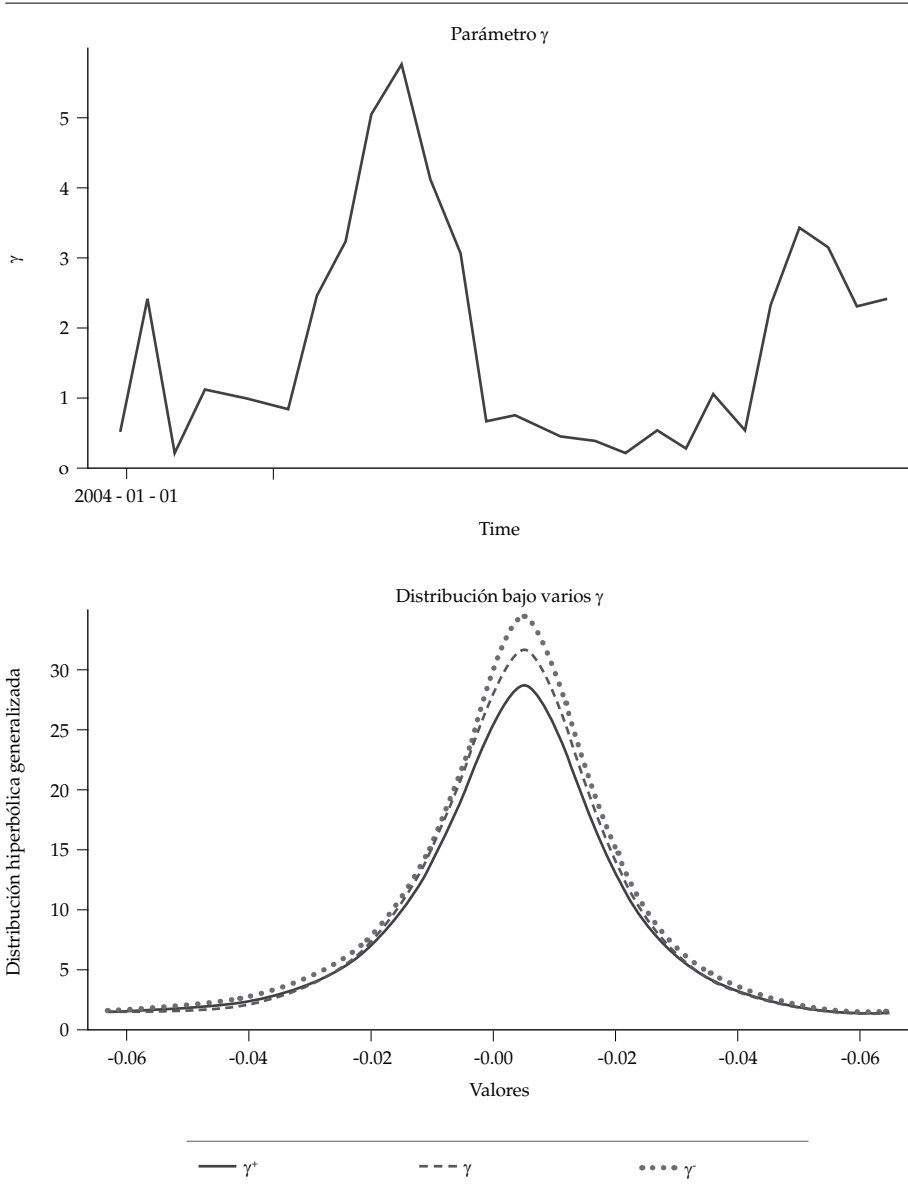 Parámetro γ
5
4
3
2
1
0
γ
2004 - 01 - 01
Time
Distribución bajo varios γ
30
25
20
15
10
5
0
Distribución hiperbólica generalizada
-0.06 -0.04 -0.02 -0.00 -0.02 -0.04 -0.06
Valores
γ⁺ γ γ⁻